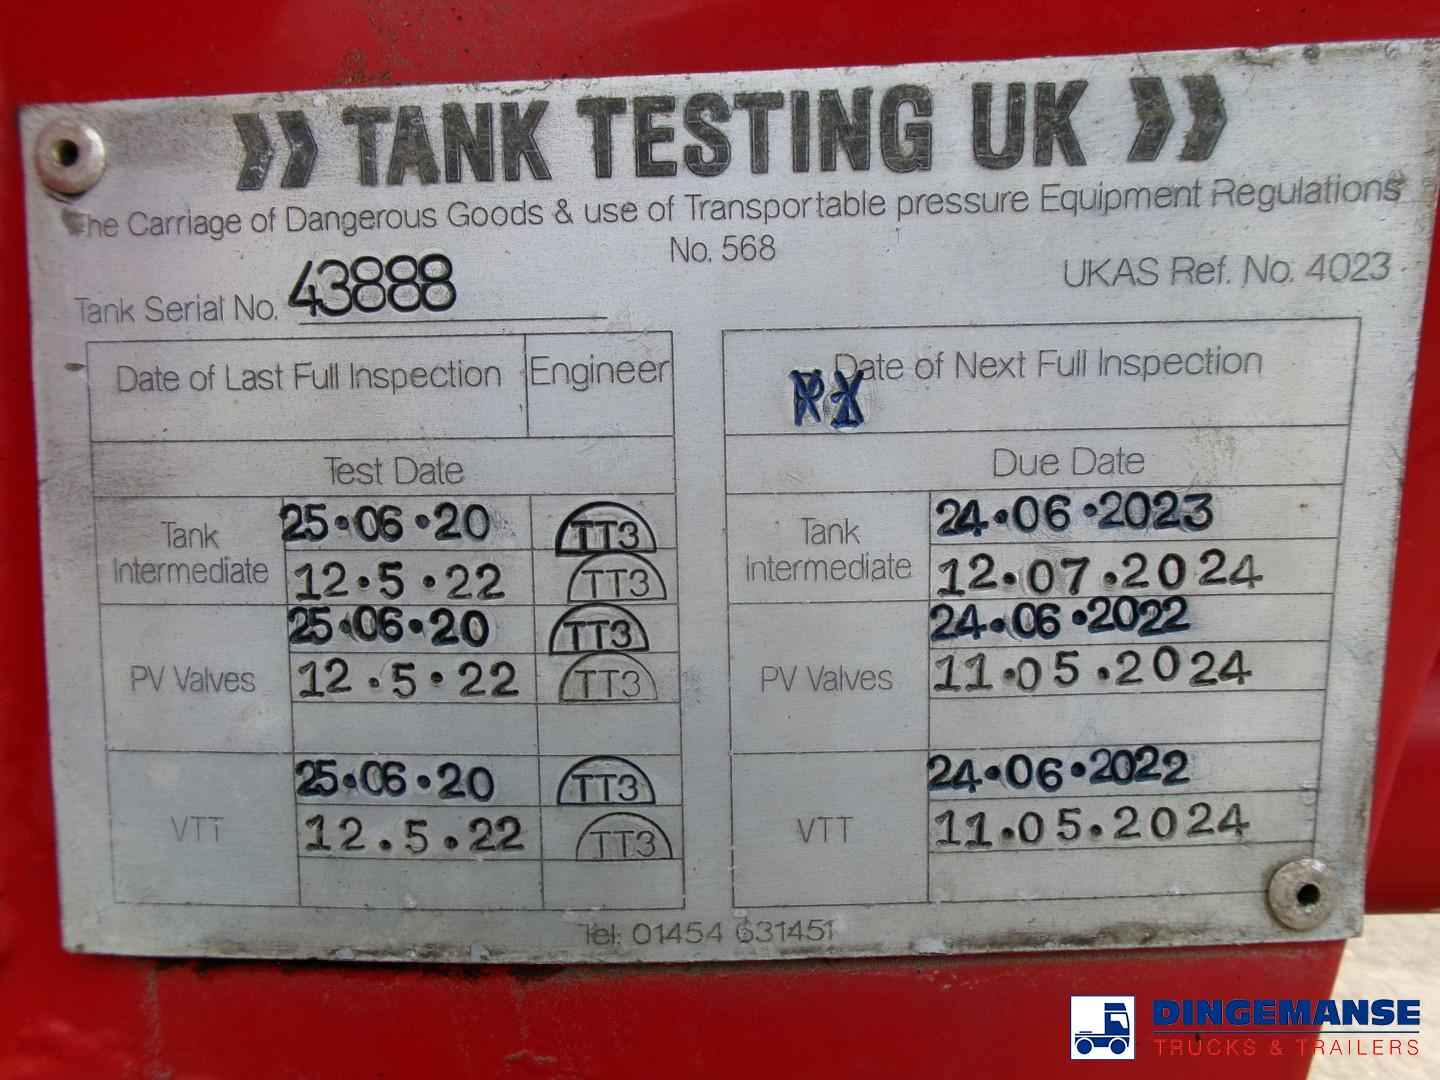 TANK TESTING UK
The Carriage of Dangerous Goods & use of Transportable pressure Equipment Regulations
No. 568
UKAS Ref. No. 4023
Tank Serial No. 43888
Date of Last Full Inspection Engineer
Test Date
Tank Intermediate 25.06.20 TT3
12.5.22 TT3
PV Valves 25.06.20 TT3
12.5.22 TT3
VTT 25.06.20 TT3
12.5.22 TT3
Date of Next Full Inspection
Due Date
Tank Intermediate 24.06.2023
12.07.2024
PV Valves 24.06.2022
11.05.2024
VTT 24.06.2022
11.05.2024
Tel: 01454 631451
DINGEMANSE
TRUCKS & TRAILERS